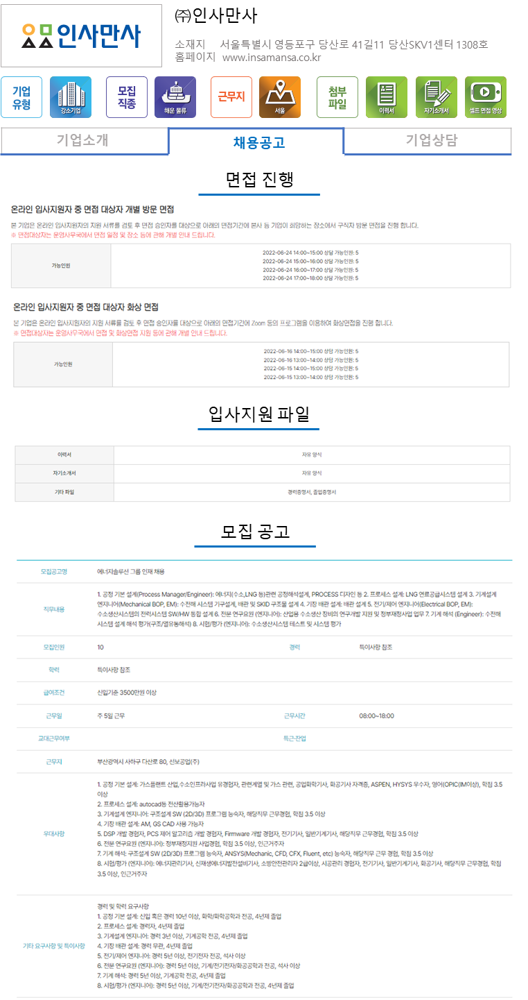 인사만사
㈜인사만사
소재지 서울특별시 영등포구 당산로 41길11 당산SKV1센터 1308호
홈페이지 www.insamansa.co.kr
기업 유형
강소기업
모집 직종
해운 물류
근무지
서울
첨부 파일
이력서
자기소개서
셀프 면접 영상
기업소개
채용공고
기업상담
면접 진행
온라인 입사지원자 중 면접 대상자 개별 방문 면접
본 기업은 온라인 입사지원자의 지원 서류를 검토 후 면접 승인자를 대상으로 아래의 면접기간에 본사 등 기업이 희망하는 장소에서 구직자 방문 면접을 진행 합니다.
※ 면접대상자는 운영사무국에서 면접 일정 및 장소 등에 관해 개별 안내 드립니다.
가능인원
2022-06-24 14:00~15:00 상담 가능인원: 5
2022-06-24 15:00~16:00 상담 가능인원: 5
2022-06-24 16:00~17:00 상담 가능인원: 5
2022-06-24 17:00~18:00 상담 가능인원: 5
온라인 입사지원자 중 면접 대상자 화상 면접
본 기업은 온라인 입사지원자의 지원 서류를 검토 후 면접 승인자를 대상으로 아래의 면접기간에 Zoom 등의 프로그램을 이용하여 화상면접을 진행 합니다.
※ 면접대상자는 운영사무국에서 면접 및 화상면접 지원 등에 관해 개별 안내 드립니다.
가능인원
2022-06-16 14:00~15:00 상담 가능인원: 5
2022-06-16 13:00~14:00 상담 가능인원: 5
2022-06-15 14:00~15:00 상담 가능인원: 5
2022-06-15 13:00~14:00 상담 가능인원: 5
입사지원 파일
이력서 자유 양식
자기소개서 자유 양식
기타 파일 경력증명서, 졸업증명서
모집 공고
모집공고명 에너지솔루션 그룹 인재 채용
직무내용
1. 공정 기본 설계(Process Manager/Engineer): 에너지(수소,LNG 등)관련 공정해석설계, PROCESS 디자인 등 2. 프로세스 설계: LNG 연료공급시스템 설계 3. 기계설계
엔지니어(Mechanical BOP, EM): 수전해 시스템 기구설계, 배관 및 SKID 구조물 설계 4. 기장 배관 설계: 배관 설계 5. 전기/제어 엔지니어(Electrical BOP, EM):
수소생산시스템의 전력시스템 SW/HW 통합 설계 6. 전문 연구요원 (엔지니어): 산업용 수소생산 장비의 연구개발 지원 및 정부재정사업 업무 7. 기계 해석 (Engineer): 수전해
시스템 설계 해석 평가(구조/열유동해석) 8. 시험/평가 (엔지니어): 수소생산시스템 테스트 및 시스템 평가
모집인원 10 경력 특이사항 참조
학력 특이사항 참조
급여조건 신입기준 3500만원 이상
근무일 주 5일 근무 근무시간 08:00~18:00
교대근무여부 특근·잔업
근무지 부산광역시 사하구 다산로 80, 선보공업(주)
우대사항
1. 공정 기본 설계: 가스플랜트 산업,수소인프라사업 유경험자, 관련계열 및 가스 관련, 공업화학기사, 화공기사 자격증, ASPEN, HYSYS 우수자, 영어(OPIC(IM이상), 학점 3.5
이상
2. 프로세스 설계: autocad등 전산활용가능자
3. 기계설계 엔지니어: 구조설계 SW (2D/3D) 프로그램 능숙자, 해당직무 근무경험, 학점 3.5 이상
4. 기장 배관 설계: AM, GS CAD 사용 가능자
5. DSP 개발 경험자, PCS 제어 알고리즘 개발 경험자, Firmware 개발 경험자, 전기기사, 일반기계기사, 해당직무 근무경험, 학점 3.5 이상
6. 전문 연구요원 (엔지니어): 정부재정지원 사업경험, 학점 3.5 이상, 인근거주자
7. 기계 해석: 구조설계 SW (2D/3D) 프로그램 능숙자, ANSYS(Mechanic, CFD, CFX, Fluent, etc) 능숙자, 해당직무 근무 경험, 학점 3.5 이상
8. 시험/평가 (엔지니어): 에너지관리기사, 신재생에너지발전설비기사, 소방안전관리자 2급이상, 시공관리 경험자, 전기기사, 일반기계기사, 화공기사, 해당직무 근무경험, 학점
3.5 이상, 인근거주자
기타 요구사항 및 특이사항
경력 및 학력 요구사항
1. 공정 기본 설계: 신입 혹은 경력 10년 이상, 화학/화학공학과 전공, 4년제 졸업
2. 프로세스 설계: 경력자, 4년제 졸업
3. 기계설계 엔지니어: 경력 3년 이상, 기계공학 전공, 4년제 졸업
4. 기장 배관 설계: 경력 무관, 4년제 졸업
5. 전기/제어 엔지니어: 경력 5년 이상, 전기전자 전공, 석사 이상
6. 전문 연구요원 (엔지니어): 경력 5년 이상, 기계/전기전자/화공공학과 전공, 석사 이상
7. 기계 해석: 경력 5년 이상, 기계공학 전공, 4년제 졸업
8. 시험/평가 (엔지니어): 경력 5년 이상, 기계/전기전자/화공공학과 전공, 4년제 졸업